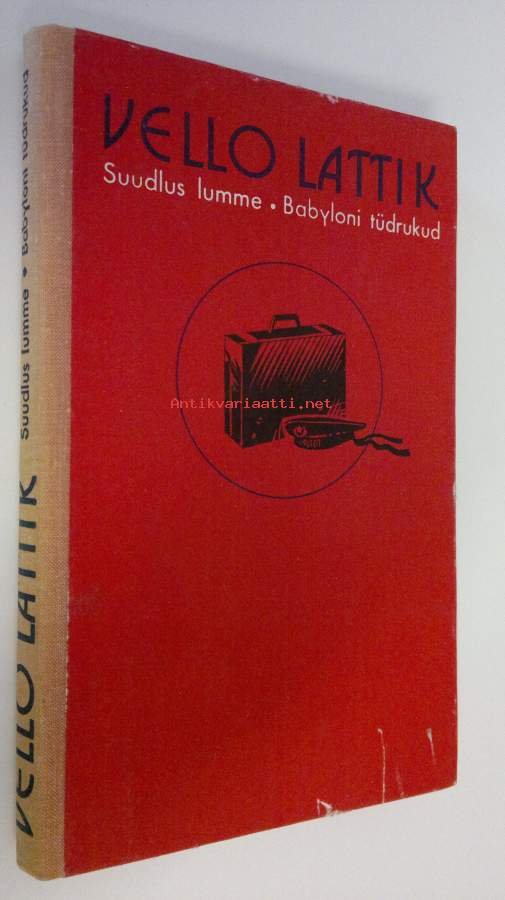 VELLO LATTIK
Suudlus lumme • Babyloni tüdrukud
Antikvariaatti.net
VELLO LATTIK Suudlus lumme • Babyloni tüdrukud